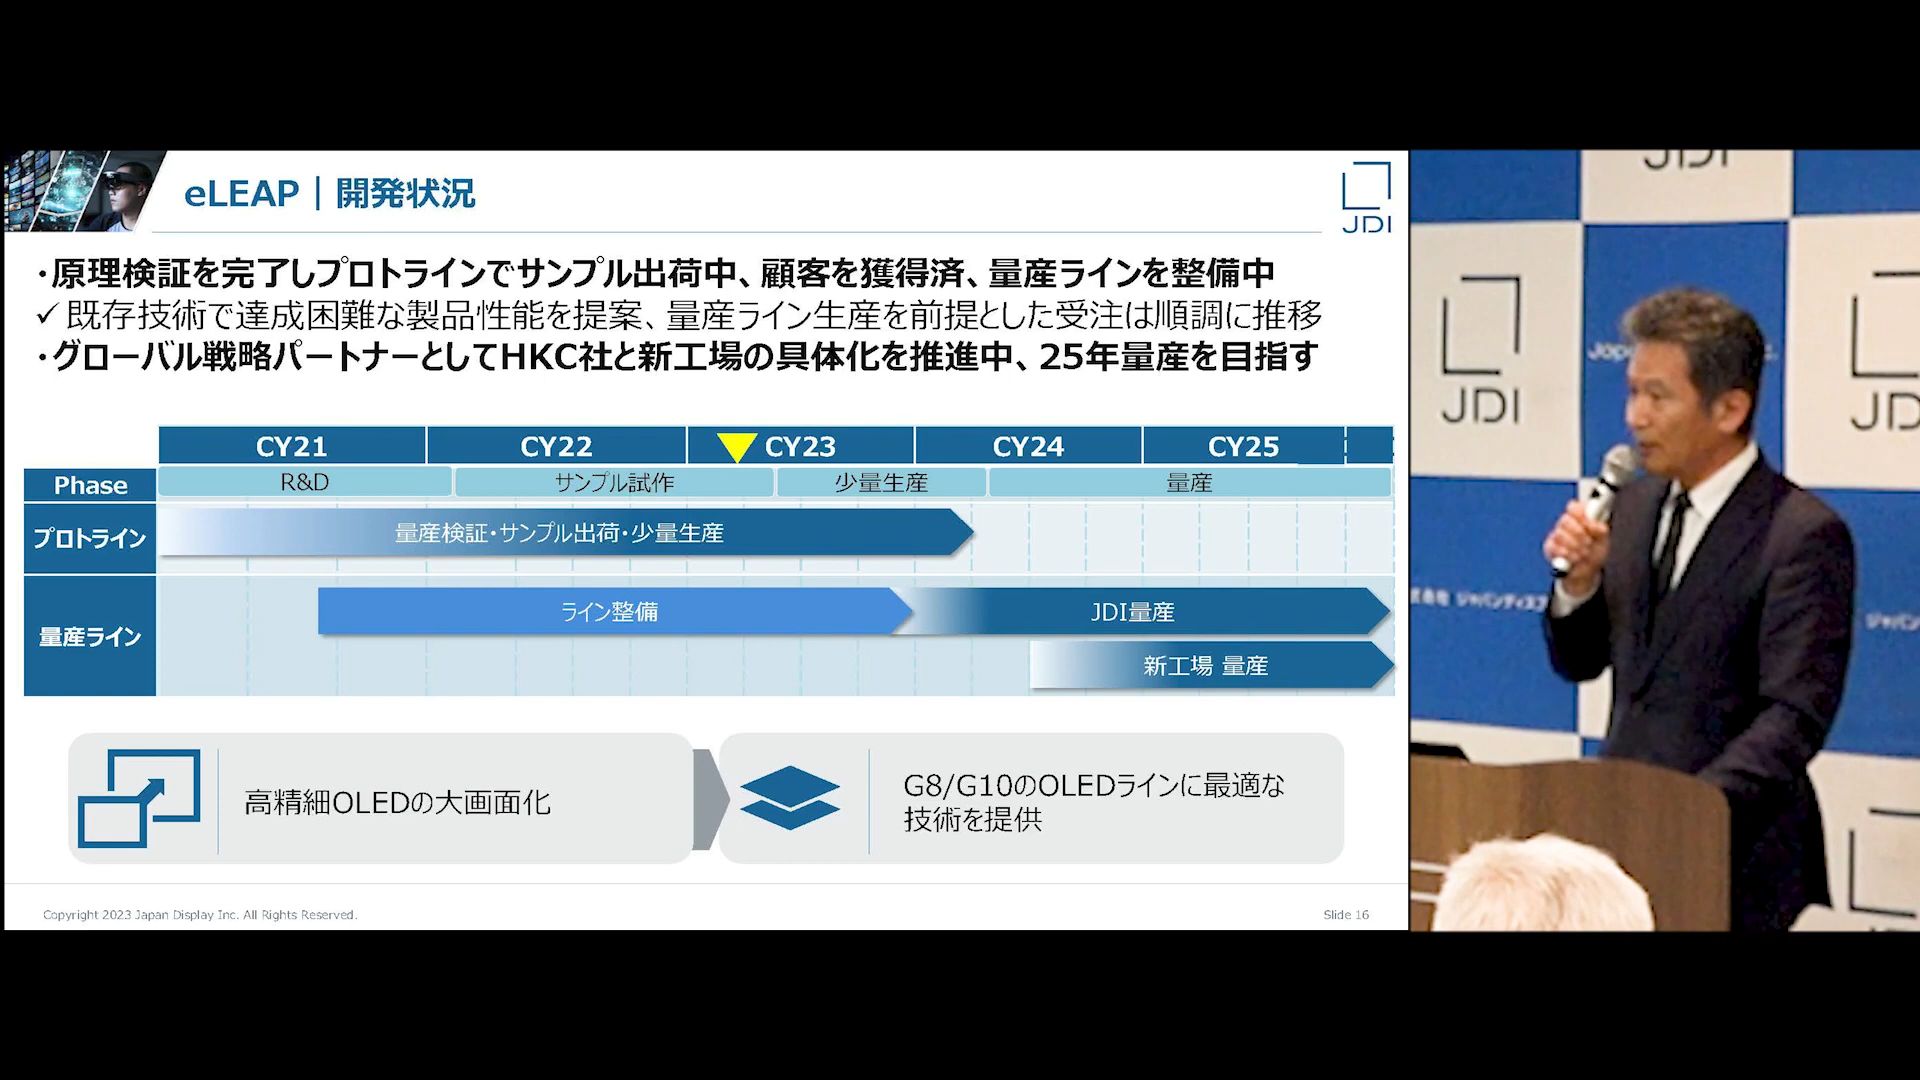 eLEAP｜開発状況
JDI
・原理検証を完了しプロトラインでサンプル出荷中、顧客を獲得済、量産ラインを整備中
✓ 既存技術で達成困難な製品性能を提案、量産ライン生産を前提とした受注は順調に推移
・グローバル戦略パートナーとしてHKC社と新工場の具体化を推進中、25年量産を目指す
CY21 CY22 CY23 CY24 CY25
Phase R&D サンプル試作 少量生産 量産
プロトライン 量産検証・サンプル出荷・少量生産
量産ライン ライン整備 JDI量産
新工場 量産
高精細OLEDの大画面化
G8/G10のOLEDラインに最適な
技術を提供
Copyright 2023 Japan Display Inc. All Rights Reserved.
Slide 16
JDI
JDI
JDI